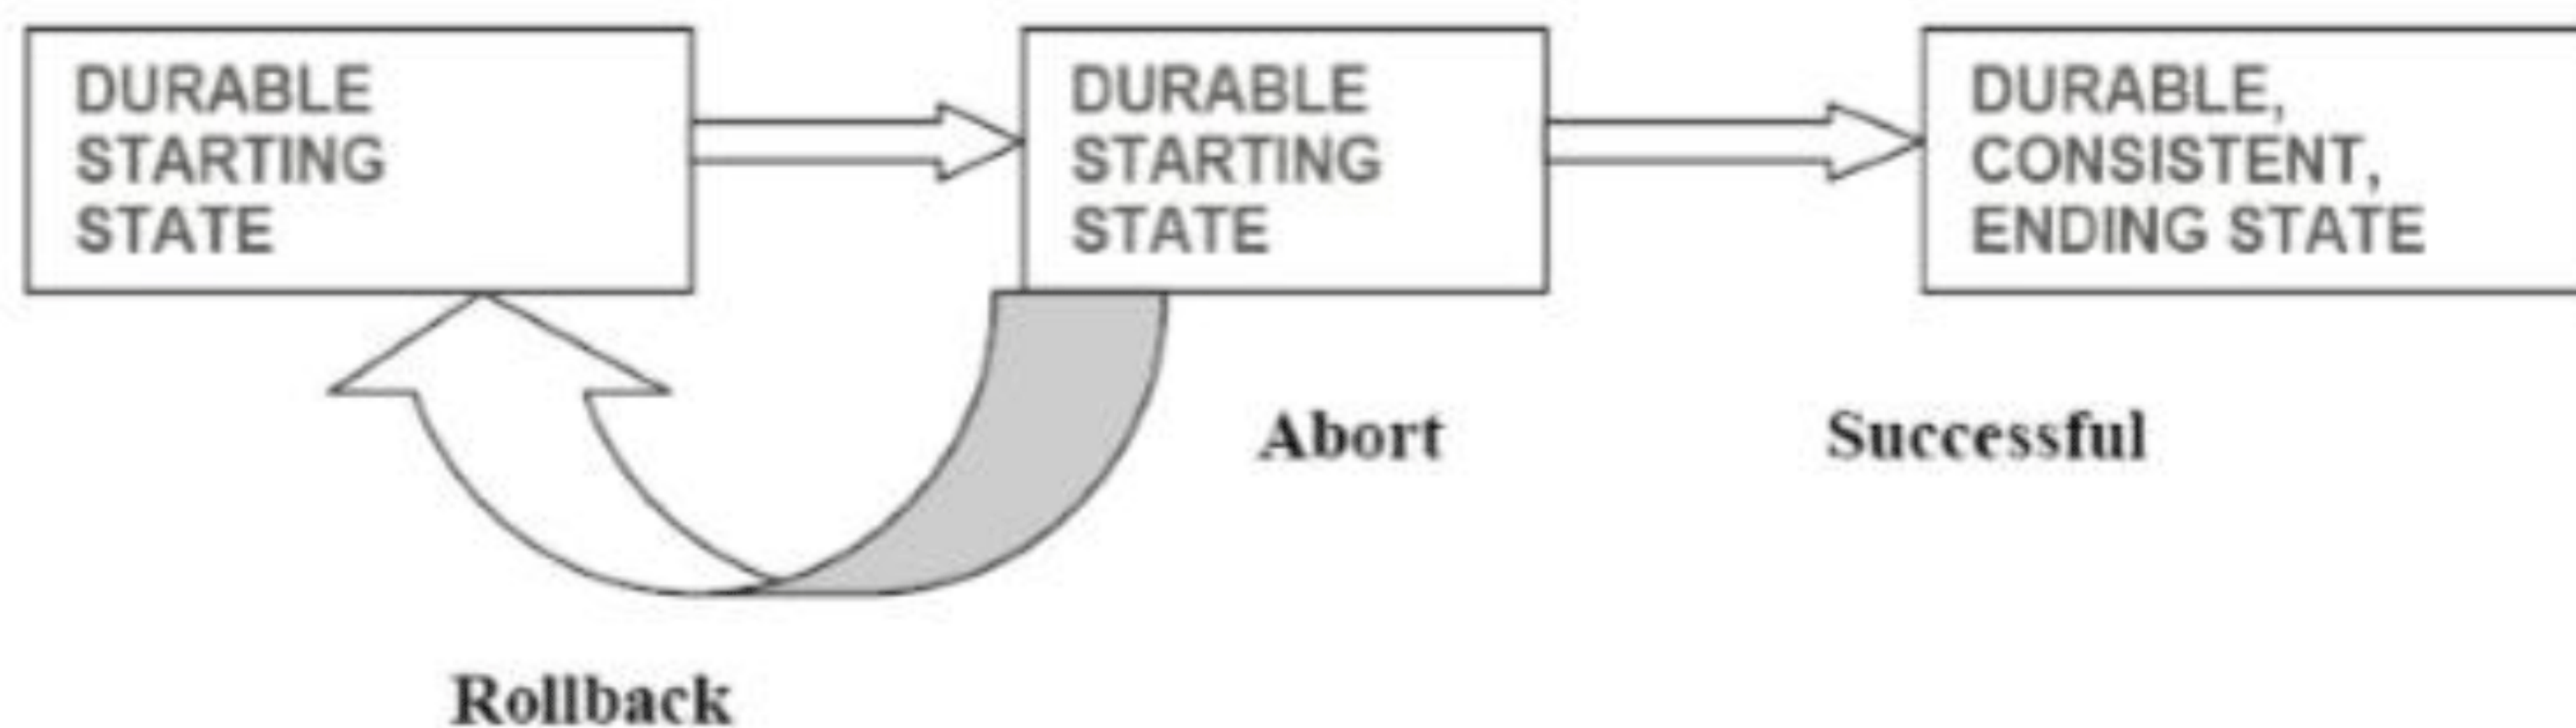 DURABLE
STARTING
STATE
DURABLE
STARTING
STATE
DURABLE,
CONSISTENT,
ENDING STATE
Abort
Successful
Rollback